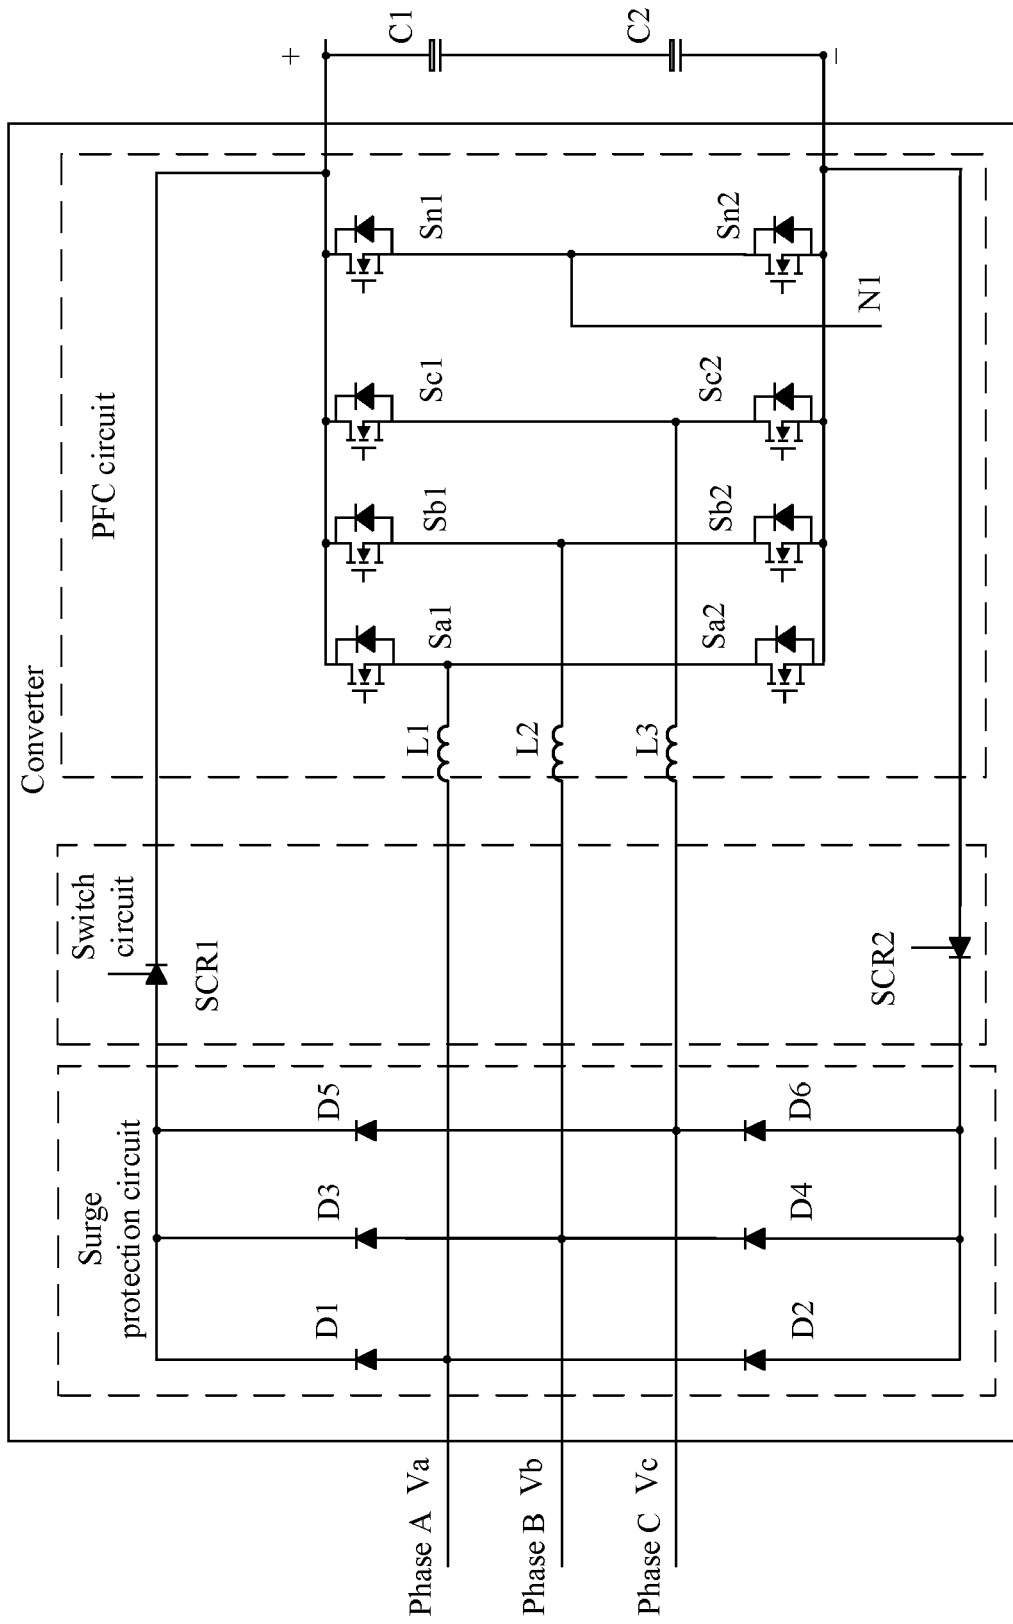 Converter
Surge
protection circuit
Switch
circuit
PFC circuit
+
C1
C2
−
SCR1
SCR2
D1
D3
D5
D2
D4
D6
L1
L2
L3
Sa1
Sb1
Sc1
Sn1
Sa2
Sb2
Sc2
Sn2
N1
Phase A Va
Phase B Vb
Phase C Vc